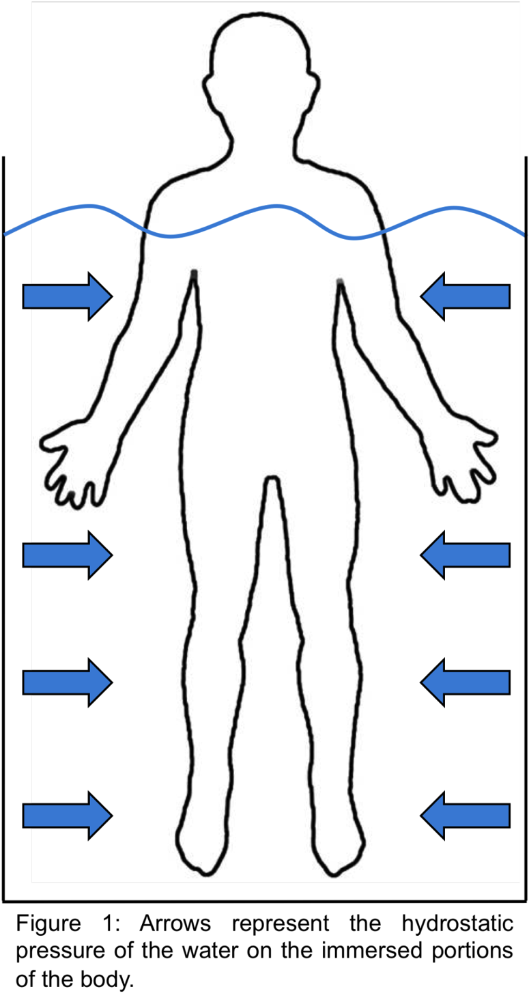 Figure 1: Arrows represent the hydrostatic
pressure of the water on the immersed portions
of the body.